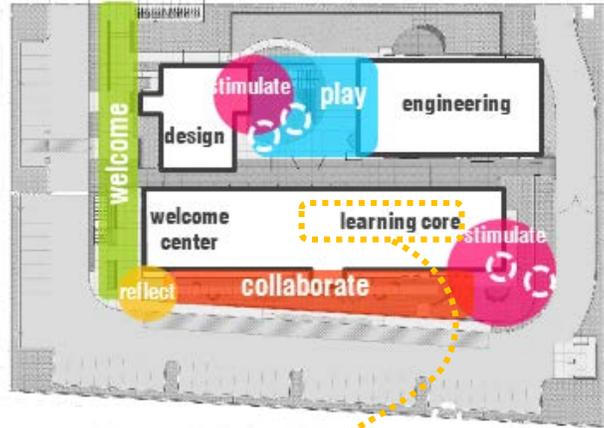 stimulate
play
engineering
design
welcome
welcome
center
learning core
stimulate
reflect
collaborate